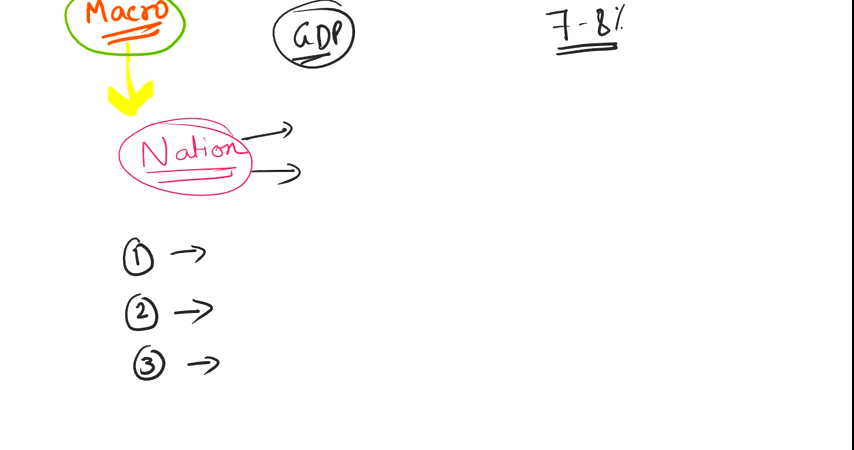 Macro GDP 7-8%
Nation → →
① →
② →
③ →